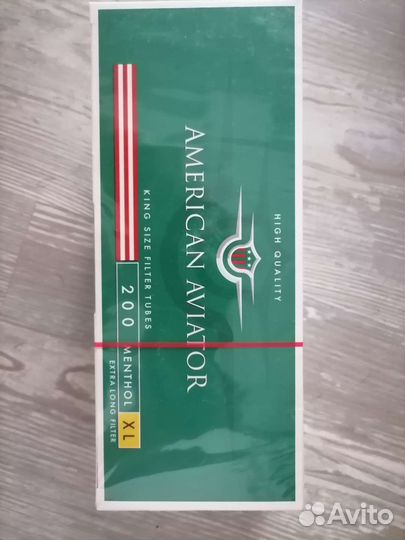 HIGH QUALITY
AMERICAN AVIATOR
KING SIZE FILTER TUBES
200 MENTHOL XL
EXTRA LONG FILTER
Avito